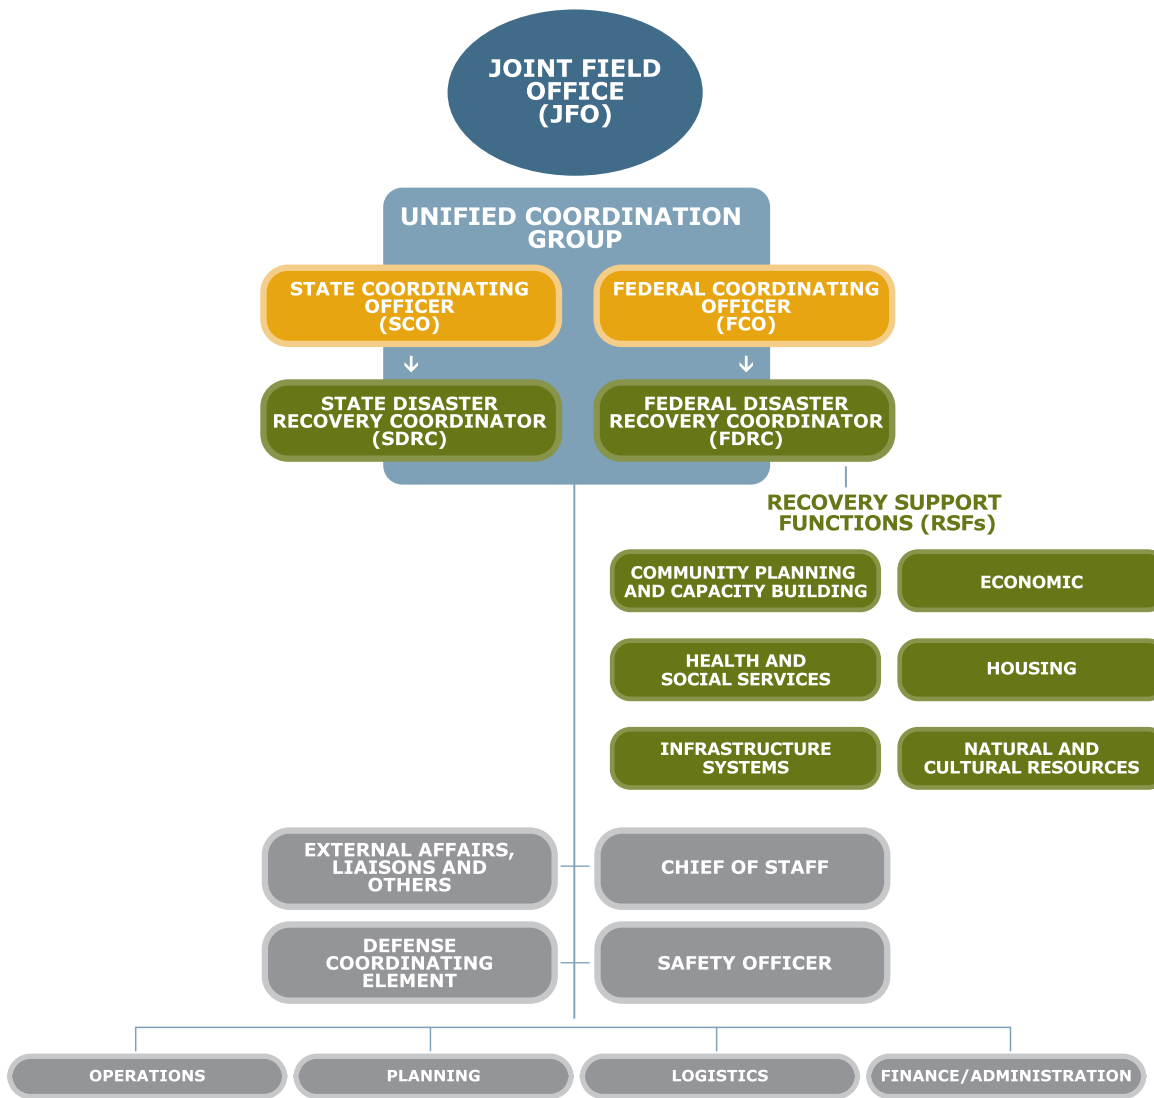 JOINT FIELD
OFFICE
(JFO)
UNIFIED COORDINATION
GROUP
STATE COORDINATING
OFFICER
(SCO)
FEDERAL COORDINATING
OFFICER
(FCO)
STATE DISASTER
RECOVERY COORDINATOR
(SDRC)
FEDERAL DISASTER
RECOVERY COORDINATOR
(FDRC)
RECOVERY SUPPORT
FUNCTIONS (RSFs)
COMMUNITY PLANNING
AND CAPACITY BUILDING
ECONOMIC
HEALTH AND
SOCIAL SERVICES
HOUSING
INFRASTRUCTURE
SYSTEMS
NATURAL AND
CULTURAL RESOURCES
EXTERNAL AFFAIRS,
LIAISONS AND
OTHERS
CHIEF OF STAFF
DEFENSE
COORDINATING
ELEMENT
SAFETY OFFICER
OPERATIONS
PLANNING
LOGISTICS
FINANCE/ADMINISTRATION